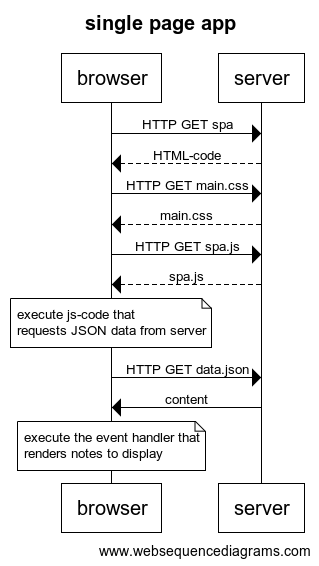 single page app
browser
server
HTTP GET spa
HTML-code
HTTP GET main.css
main.css
HTTP GET spa.js
spa.js
execute js-code that
requests JSON data from server
HTTP GET data.json
content
execute the event handler that
renders notes to display
browser
server
www.websequencediagrams.com